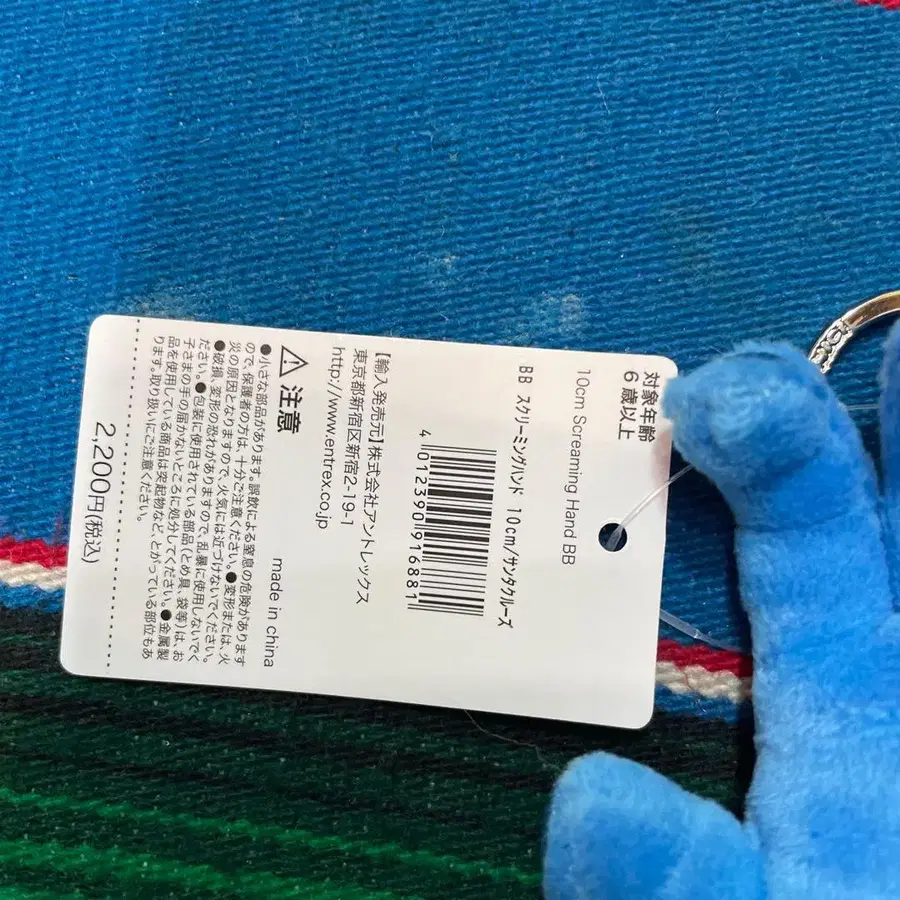 対象年齢
6歳以上
10cm Screaming Hand BB
BB スクリーミングハンド 10cm/サンタクルーズ
4 012390 916881
【輸入発売元】株式会社アントレックス
東京都新宿区新宿2-19-1
http://www.entrex.co.jp
⚠注意
made in china
●小さな部品があります。誤飲による窒息の危険があります
ので、保護者の方は、十分ご注意ください。●変形または、火
災の原因となりますので、火気には近づけないでください。
●破損、変形の恐れがありますので、乱暴に使用しないでく
ださい。●包装に使用されている部品(とめ具、袋等)は、お
子さまの手の届かないところに処分してください。●金属製
品を使用している商品は突起物など、とがっている部位もあ
ります。取り扱いにご注意ください。
2,200円(税込)